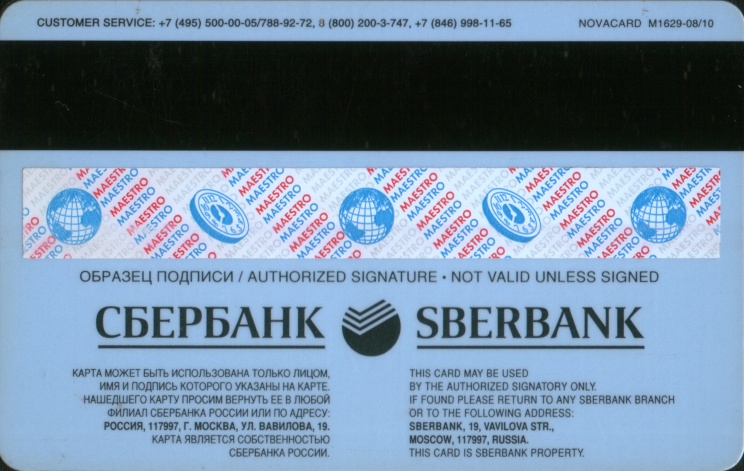 CUSTOMER SERVICE: +7 (495) 500-00-05/788-92-72, 8 (800) 200-3-747, +7 (846) 998-11-65
NOVACARD M1629-08/10
MAESTRO MAESTRO MAESTRO MAESTRO MAESTRO
ОБРАЗЕЦ ПОДПИСИ / AUTHORIZED SIGNATURE · NOT VALID UNLESS SIGNED
СБЕРБАНК SBERBANK
КАРТА МОЖЕТ БЫТЬ ИСПОЛЬЗОВАНА ТОЛЬКО ЛИЦОМ,
ИМЯ И ПОДПИСЬ КОТОРОГО УКАЗАНЫ НА КАРТЕ.
НАШЕДШЕГО КАРТУ ПРОСИМ ВЕРНУТЬ ЕЕ В ЛЮБОЙ
ФИЛИАЛ СБЕРБАНКА РОССИИ ИЛИ ПО АДРЕСУ:
РОССИЯ, 117997, Г. МОСКВА, УЛ. ВАВИЛОВА, 19.
КАРТА ЯВЛЯЕТСЯ СОБСТВЕННОСТЬЮ
СБЕРБАНКА РОССИИ.
THIS CARD MAY BE USED
BY THE AUTHORIZED SIGNATORY ONLY.
IF FOUND PLEASE RETURN TO ANY SBERBANK BRANCH
OR TO THE FOLLOWING ADDRESS:
SBERBANK, 19, VAVILOVA STR.,
MOSCOW, 117997, RUSSIA.
THIS CARD IS SBERBANK PROPERTY.